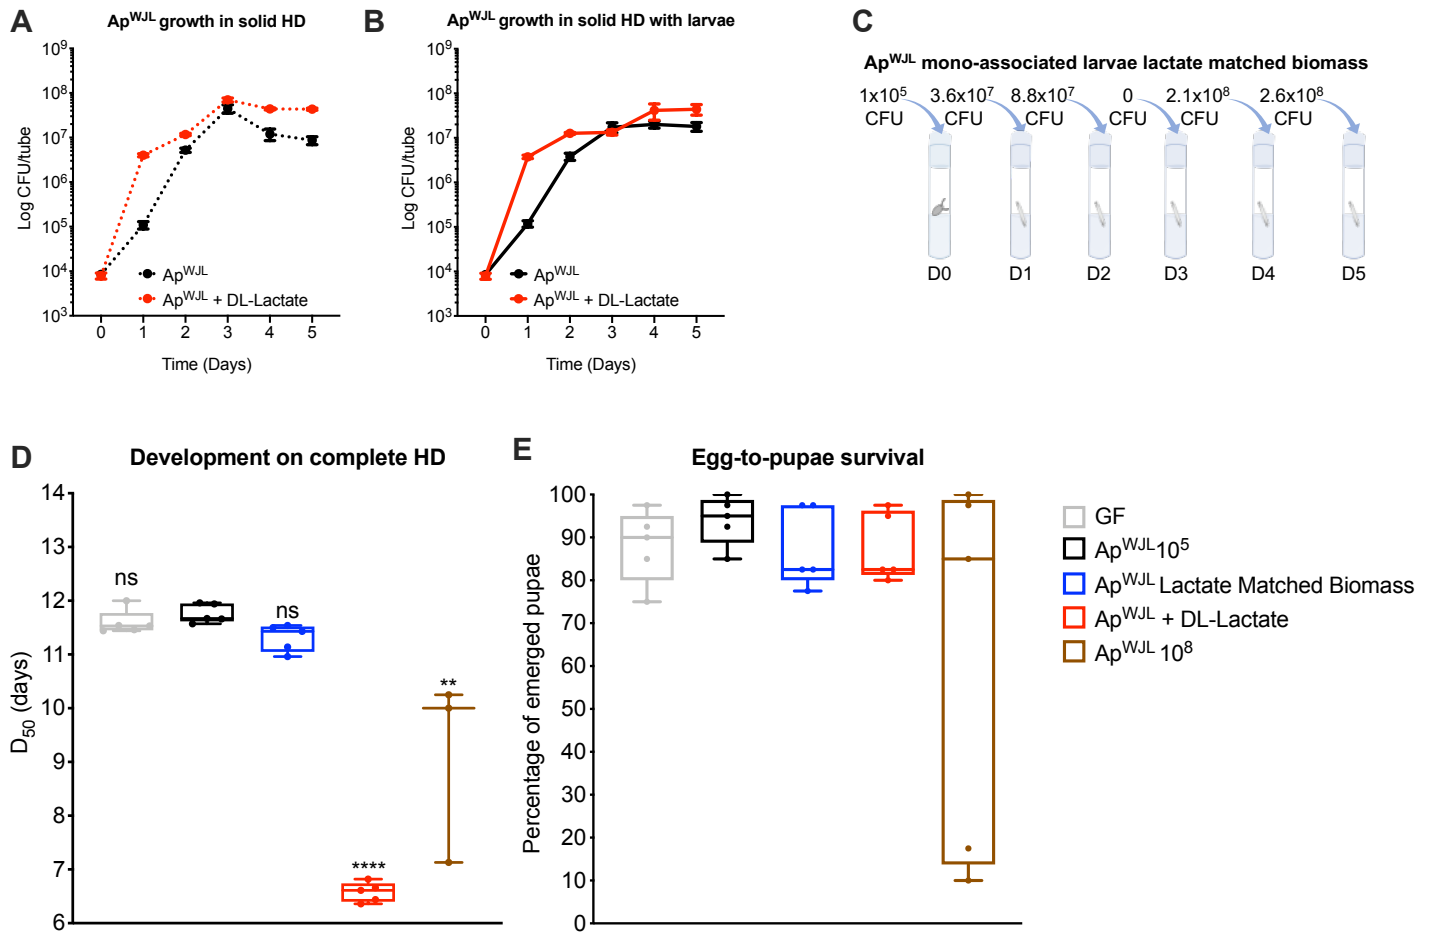 A
Ap^WJL growth in solid HD
10^9
10^8
10^7
10^6
10^5
10^4
10^3
Log CFU/tube
Ap^WJL
Ap^WJL + DL-Lactate
0 1 2 3 4 5
Time (Days)
B
Ap^WJL growth in solid HD with larvae
10^9
10^8
10^7
10^6
10^5
10^4
10^3
Log CFU/tube
Ap^WJL
Ap^WJL + DL-Lactate
0 1 2 3 4 5
Time (Days)
C
Ap^WJL mono-associated larvae lactate matched biomass
1x10^5 3.6x10^7 8.8x10^7 0 2.1x10^8 2.6x10^8
CFU CFU CFU CFU CFU CFU
D0 D1 D2 D3 D4 D5
D
Development on complete HD
14
13
12
11
10
9
8
7
6
D_50 (days)
ns
ns
****
**
E
Egg-to-pupae survival
100
90
80
70
60
50
40
30
20
10
0
Percentage of emerged pupae
GF
Ap^WJL 10^5
Ap^WJL Lactate Matched Biomass
Ap^WJL + DL-Lactate
Ap^WJL 10^8